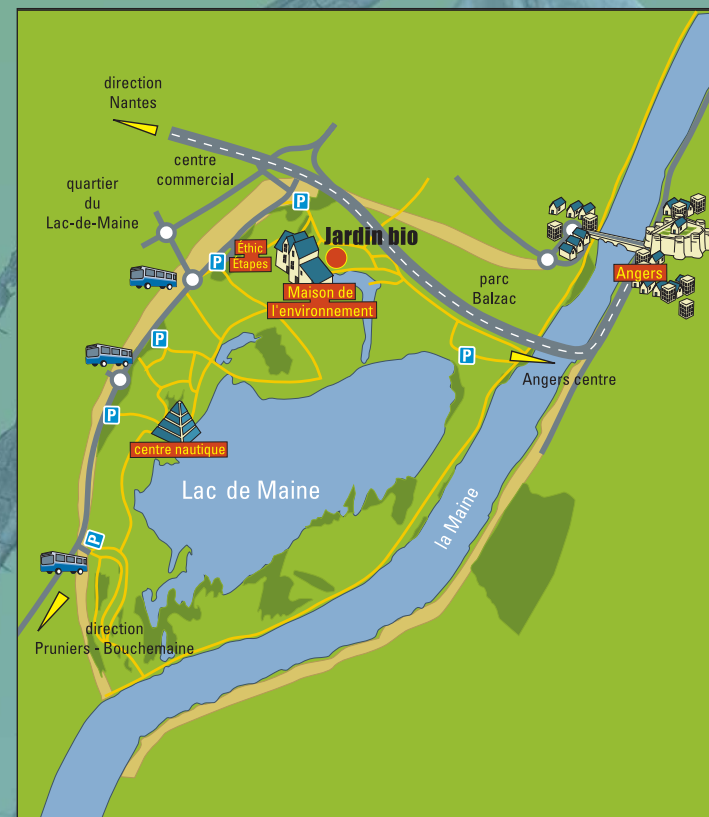 direction
Nantes
centre
commercial
quartier
du
Lac-de-Maine
P
Jardin bio
Éthic
Étapes
P
Maison de
l'environnement
Angers
parc
Balzac
P
P
Angers centre
P
centre nautique
Lac de Maine
la Maine
P
direction
Pruniers - Bouchemaine